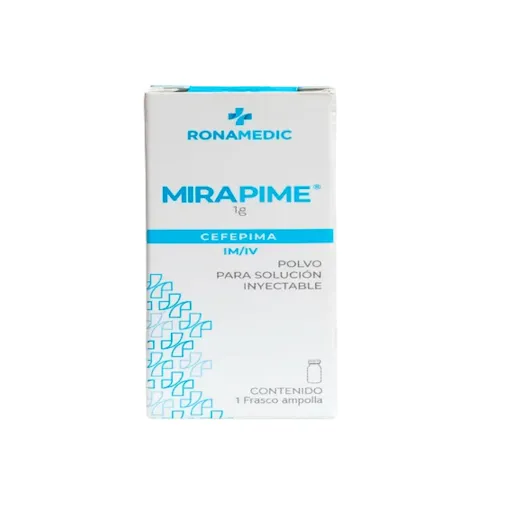 RONAMEDIC
MIRAPIME®
1g
CEFEPIMA
IM/IV
POLVO
PARA SOLUCIÓN
INYECTABLE
CONTENIDO
1 Frasco ampolla